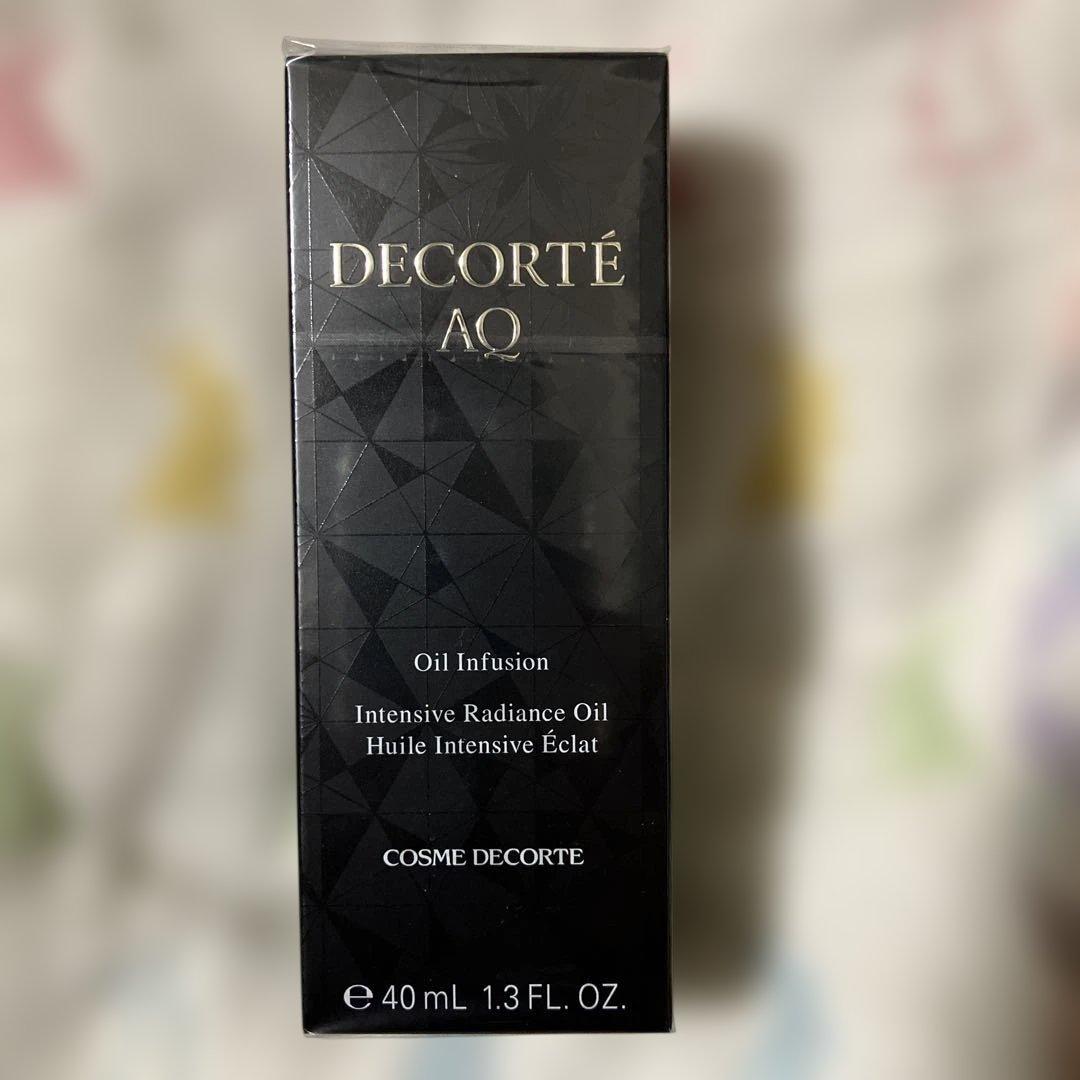 DECORTÉ
AQ
Oil Infusion
Intensive Radiance Oil
Huile Intensive Éclat
COSME DECORTE
℮ 40 mL 1.3 FL. OZ.